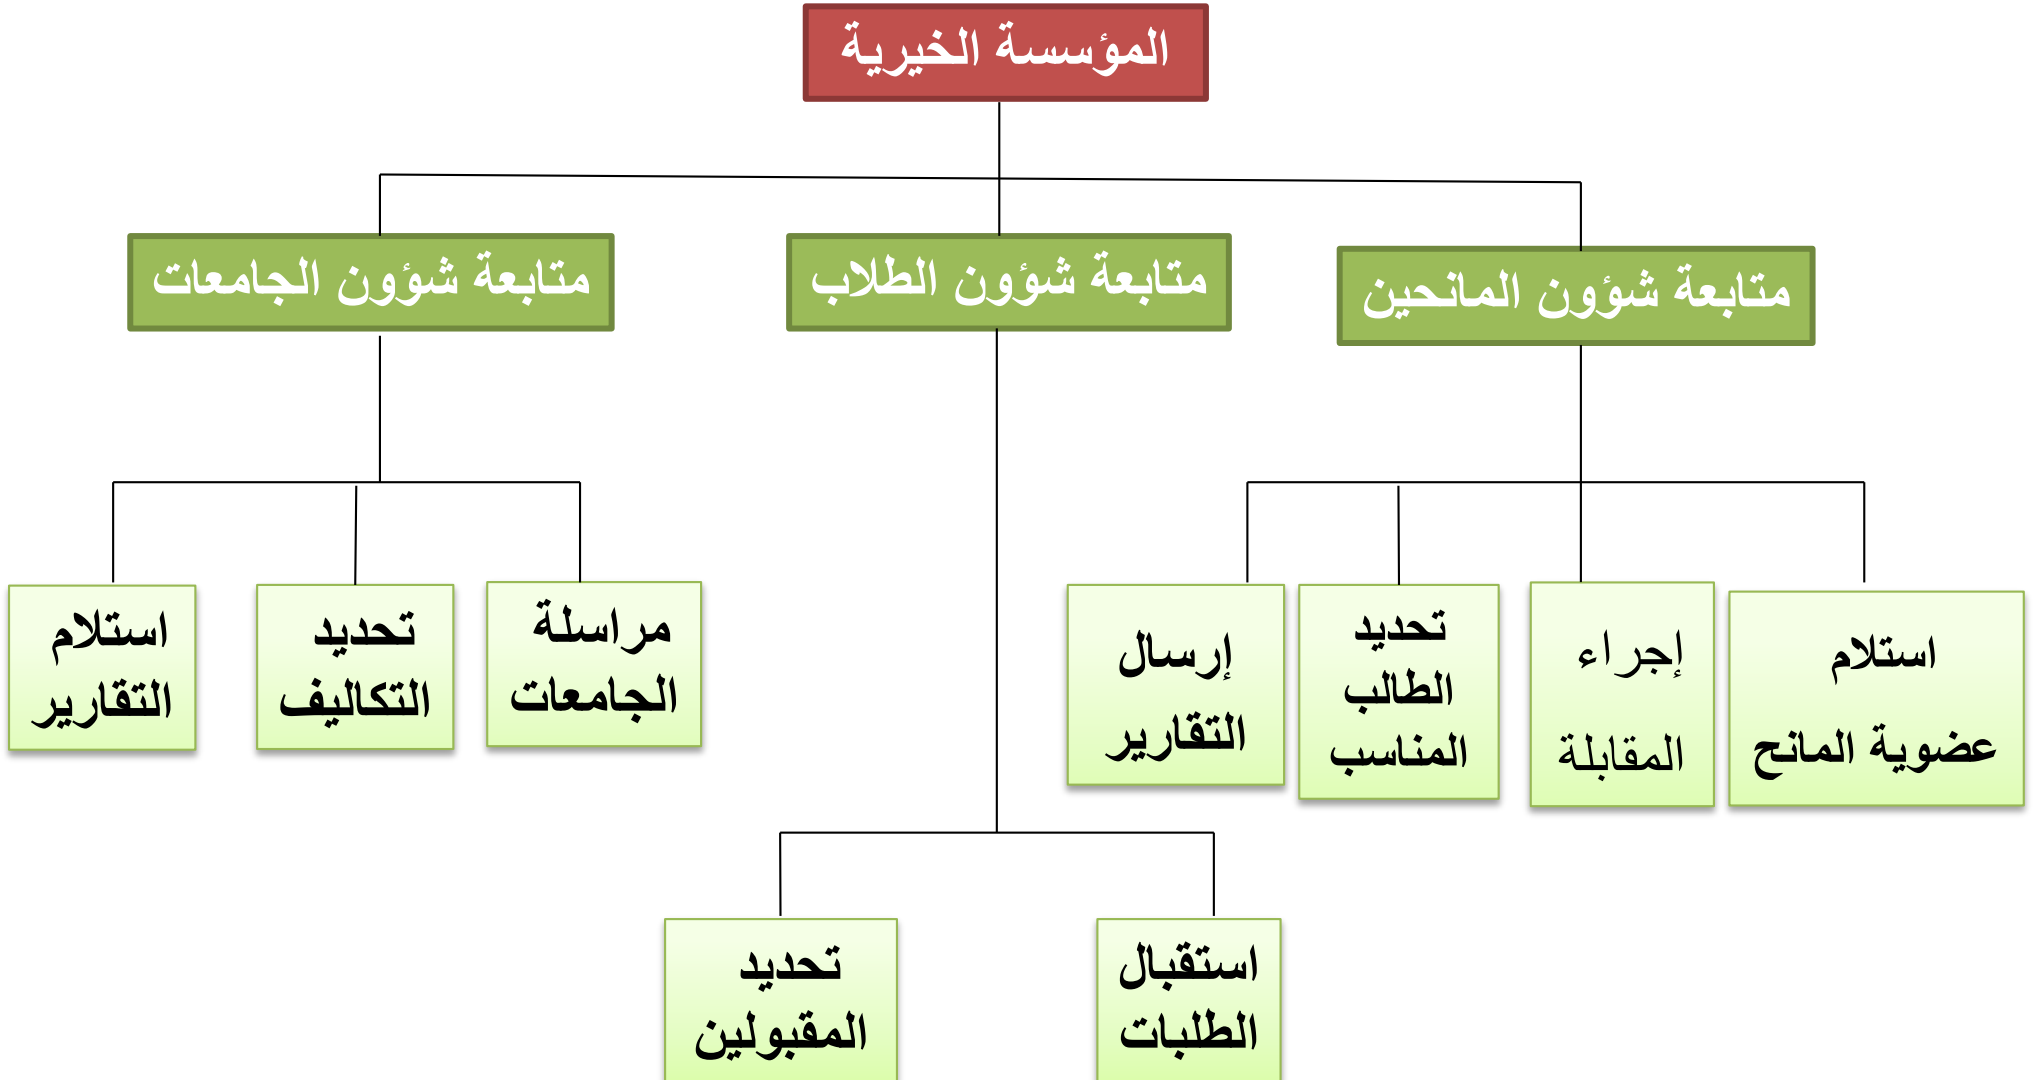 المؤسسة الخيرية
متابعة شؤون المانحين
متابعة شؤون الطلاب
متابعة شؤون الجامعات
استلام
عضوية المانح
إجراء
المقابلة
تحديد
الطالب
المناسب
إرسال
التقارير
مراسلة
الجامعات
تحديد
التكاليف
استلام
التقارير
استقبال
الطلبات
تحديد
المقبولين